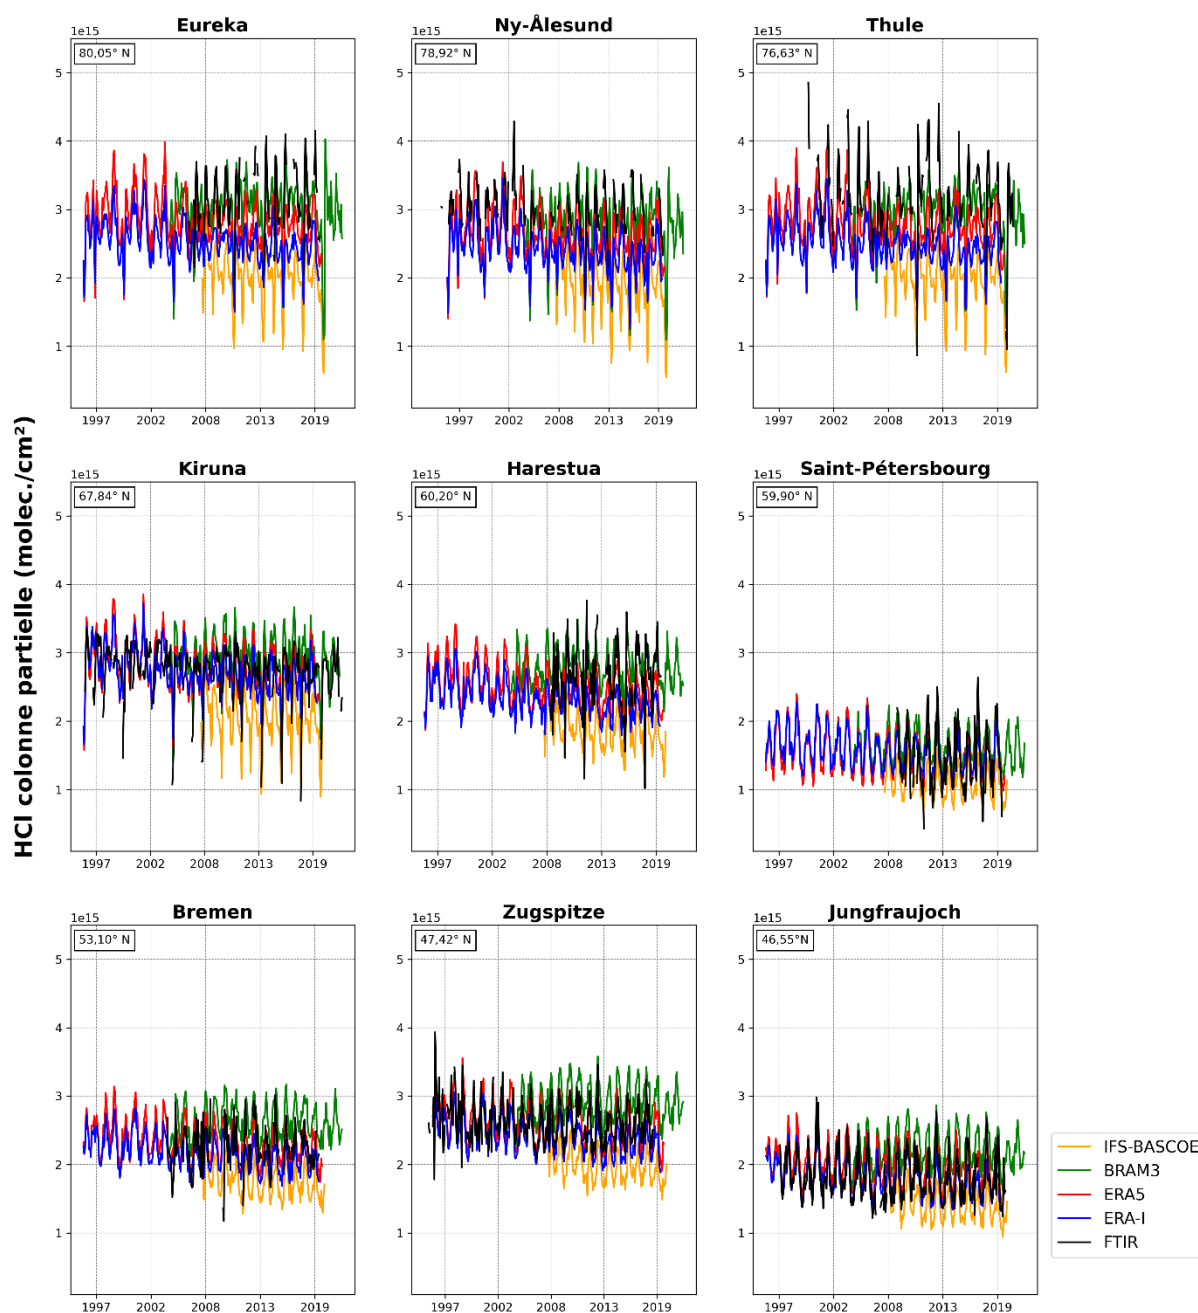 Eureka
Ny-Ålesund
Thule
1e15
1e15
1e15
80,05° N
78,92° N
76,63° N
5
4
3
2
1
5
4
3
2
1
5
4
3
2
1
1997 2002 2008 2013 2019
1997 2002 2008 2013 2019
1997 2002 2008 2013 2019
HCl colonne partielle (molec./cm²)
Kiruna
Harestua
Saint-Pétersbourg
1e15
1e15
1e15
67,84° N
60,20° N
59,90° N
5
4
3
2
1
5
4
3
2
1
5
4
3
2
1
1997 2002 2008 2013 2019
1997 2002 2008 2013 2019
1997 2002 2008 2013 2019
Bremen
Zugspitze
Jungfraujoch
1e15
1e15
1e15
53,10° N
47,42° N
46,55°N
5
4
3
2
1
5
4
3
2
1
5
4
3
2
1
1997 2002 2008 2013 2019
1997 2002 2008 2013 2019
1997 2002 2008 2013 2019
IFS-BASCOE
BRAM3
ERA5
ERA-I
FTIR